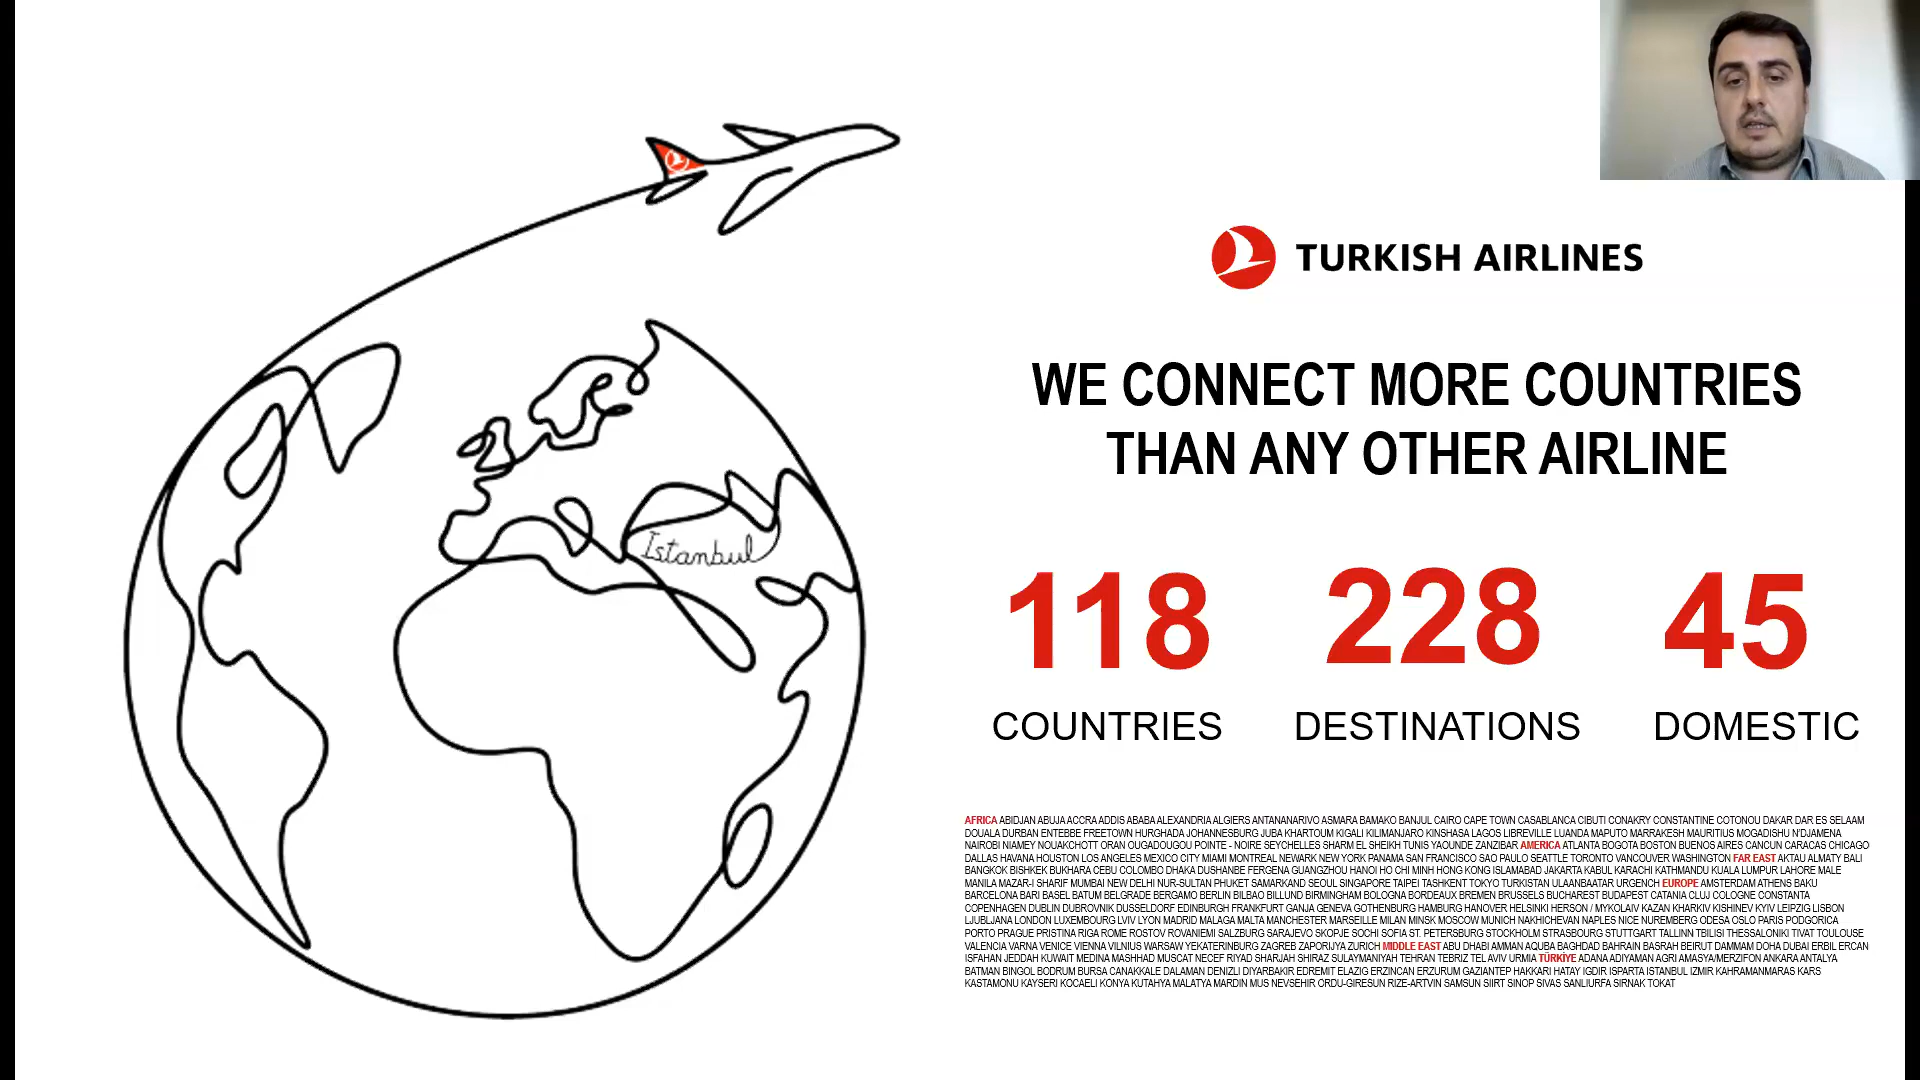 TURKISH AIRLINES
WE CONNECT MORE COUNTRIES
THAN ANY OTHER AIRLINE
Istanbul
118 228 45
COUNTRIES DESTINATIONS DOMESTIC
AFRICA ABIDJAN ABUJA ACCRA ADDIS ABABA ALEXANDRIA ALGIERS ANTANANARIVO ASMARA BAMAKO BANJUL CAIRO CAPE TOWN CASABLANCA CIBUTI CONAKRY CONSTANTINE COTONOU DAKAR DAR ES SELAAM
DOUALA DURBAN ENTEBBE FREETOWN HURGHADA JOHANNESBURG JUBA KHARTOUM KIGALI KILIMANJARO KINSHASA LAGOS LIBREVILLE LUANDA MAPUTO MARRAKESH MAURITIUS MOGADISHU N'DJAMENA
NAIROBI NIAMEY NOUAKCHOTT ORAN OUGADOUGOU POINTE - NOIRE SEYCHELLES SHARM EL SHEIKH TUNIS YAOUNDE ZANZIBAR AMERICA ATLANTA BOGOTA BOSTON BUENOS AIRES CANCUN CARACAS CHICAGO
DALLAS HAVANA HOUSTON LOS ANGELES MEXICO CITY MIAMI MONTREAL NEWARK NEW YORK PANAMA SAN FRANCISCO SAO PAULO SEATTLE TORONTO VANCOUVER WASHINGTON FAR EAST AKTAU ALMATY BALI
BANGKOK BISHKEK BUKHARA CEBU COLOMBO DHAKA DUSHANBE FERGENA GUANGZHOU HANOI HO CHI MINH HONG KONG ISLAMABAD JAKARTA KABUL KARACHI KATHMANDU KUALA LUMPUR LAHORE MALE
MANILA MAZAR-I SHARIF MUMBAI NEW DELHI NUR-SULTAN PHUKET SAMARKAND SEOUL SINGAPORE TAIPEI TASHKENT TOKYO TURKISTAN ULAANBAATAR URGENCH EUROPE AMSTERDAM ATHENS BAKU
BARCELONA BARI BASEL BATUM BELGRADE BERGAMO BERLIN BILBAO BILLUND BIRMINGHAM BOLOGNA BORDEAUX BREMEN BRUSSELS BUCHAREST BUDAPEST CATANIA CLUJ COLOGNE CONSTANTA
COPENHAGEN DUBLIN DUBROVNIK DUSSELDORF EDINBURGH FRANKFURT GANJA GENEVA GOTHENBURG HAMBURG HANOVER HELSINKI HERSON / MYKOLAIV KAZAN KHARKIV KISHINEV KYIV LEIPZIG LISBON
LJUBLJANA LONDON LUXEMBOURG LVIV LYON MADRID MALAGA MALTA MANCHESTER MARSEILLE MILAN MINSK MOSCOW MUNICH NAKHICHEVAN NAPLES NICE NUREMBERG ODESA OSLO PARIS PODGORICA
PORTO PRAGUE PRISTINA RIGA ROME ROSTOV ROVANIEMI SALZBURG SARAJEVO SKOPJE SOCHI SOFIA ST. PETERSBURG STOCKHOLM STRASBOURG STUTTGART TALLINN TBILISI THESSALONIKI TIVAT TOULOUSE
VALENCIA VARNA VENICE VIENNA VILNIUS WARSAW YEKATERINBURG ZAGREB ZAPORIJYA ZURICH MIDDLE EAST ABU DHABI AMMAN AQUBA BAGHDAD BAHRAIN BASRAH BEIRUT DAMMAM DOHA DUBAI ERBIL ERCAN
ISFAHAN JEDDAH KUWAIT MEDINA MASHHAD MUSCAT NECEF RIYAD SHARJAH SHIRAZ SULAYMANIYAH TEHRAN TEBRIZ TEL AVIV URMIA TÜRKİYE ADANA ADIYAMAN AGRI AMASYA/MERZIFON ANKARA ANTALYA
BATMAN BINGOL BODRUM BURSA CANAKKALE DALAMAN DENIZLI DIYARBAKIR EDREMIT ELAZIG ERZINCAN ERZURUM GAZIANTEP HAKKARI HATAY IGDIR ISPARTA ISTANBUL IZMIR KAHRAMANMARAS KARS
KASTAMONU KAYSERI KOCAELI KONYA KUTAHYA MALATYA MARDIN MUS NEVSEHIR ORDU-GIRESUN RIZE-ARTVIN SAMSUN SIIRT SINOP SIVAS SANLIURFA SIRNAK TOKAT